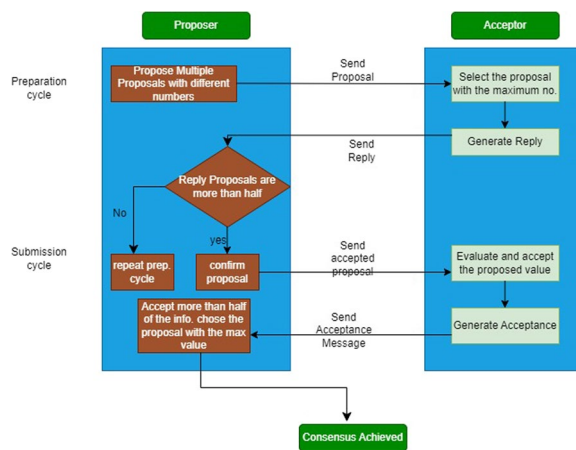 Proposer
Acceptor
Preparation
cycle
Propose Multiple
Proposals with different
numbers
Send
Proposal
Select the proposal
with the maximum no.
Send
Reply
Generate Reply
Reply Proposals are
more than half
No
yes
Submission
cycle
repeat prep.
cycle
confirm
proposal
Send
accepted
proposal
Evaluate and accept
the proposed value
Accept more than half
of the info. chose the
proposal with the max
value
Send
Acceptance
Message
Generate Acceptance
Consensus Achieved